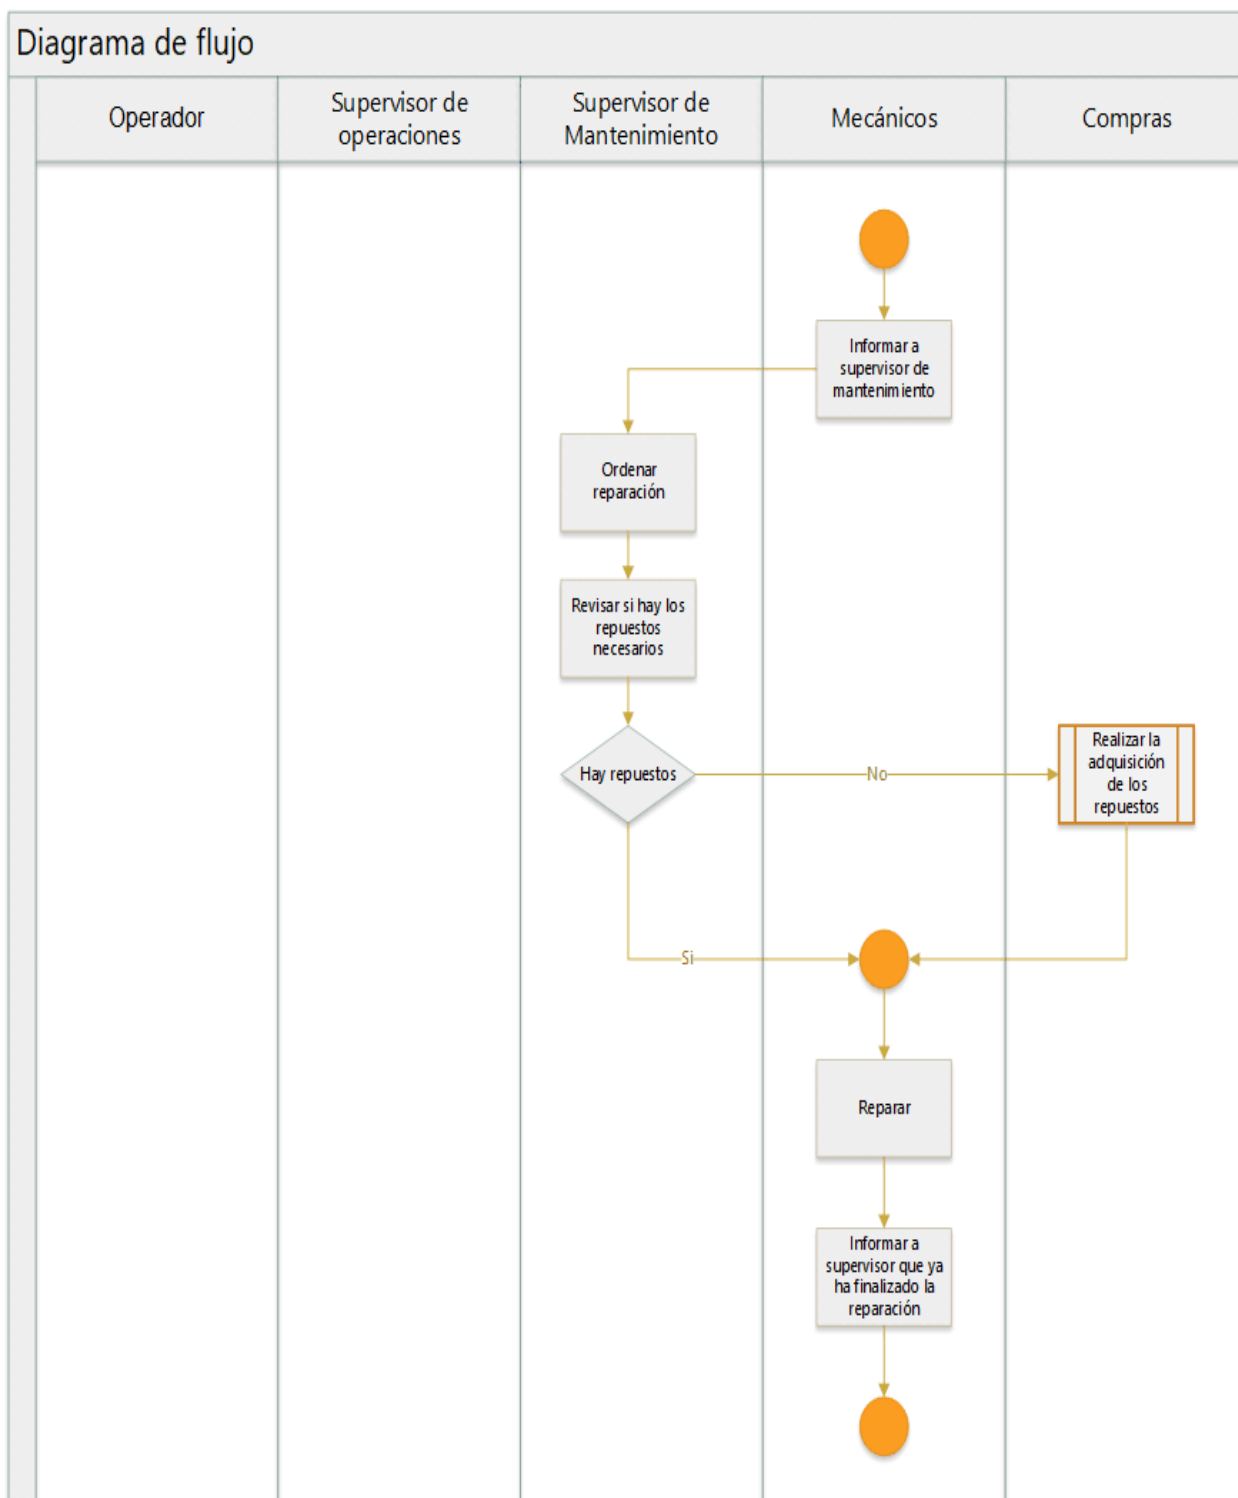 Diagrama de flujo
Operador
Supervisor de
operaciones
Supervisor de
Mantenimiento
Mecánicos
Compras
Informar a
supervisor de
mantenimiento
Ordenar
reparación
Revisar si hay los
repuestos
necesarios
Hay repuestos
No
Realizar la
adquisición
de los
repuestos
Si
Reparar
Informar a
supervisor que ya
ha finalizado la
reparación